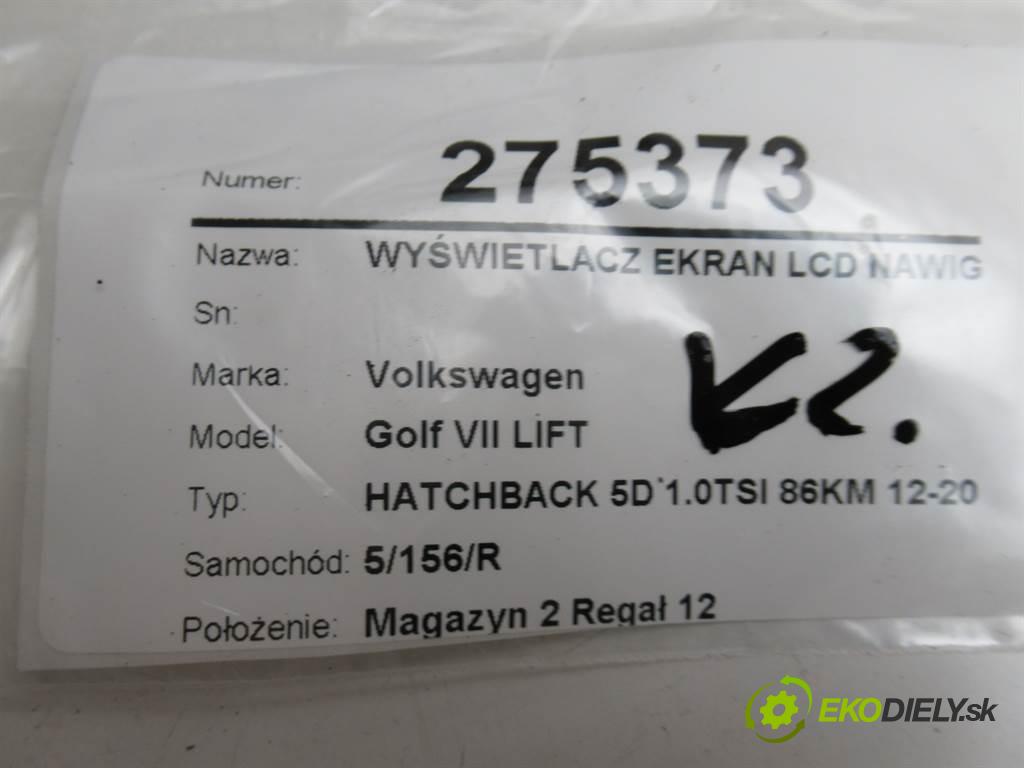 Numer: 275373
Nazwa: WYŚWIETLACZ EKRAN LCD NAWIG
Sn:
Marka: Volkswagen
Model: Golf VII LIFT
Typ: HATCHBACK 5D 1.0TSI 86KM 12-20
Samochód: 5/156/R
Położenie: Magazyn 2 Regał 12
EKODIELY.sk